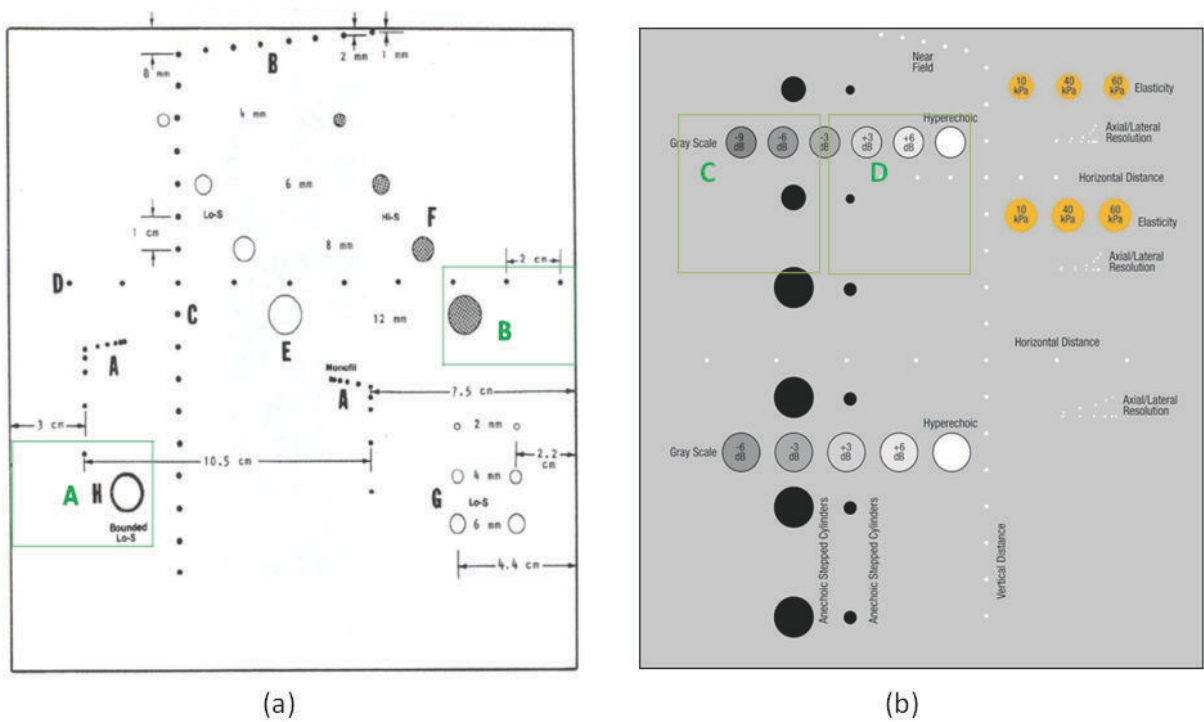 8 mm
B
2 mm
1 mm
4 mm
6 mm
Lo-S
Hi-S
F
1 cm
8 mm
2 cm
D
C
12 mm
B
E
A
Monofil
A
7.5 cm
3 cm
2 mm
10.5 cm
2.2
cm
A
H
4 mm
G
Lo-S
Bounded
Lo-S
6 mm
4.4 cm
(a)
Near
Field
10
kPa
40
kPa
60
kPa
Elasticity
Hyperechoic
Axial/Lateral
Resolution
Gray Scale
-9
dB
-6
dB
-3
dB
+3
dB
+6
dB
C
D
Horizontal Distance
10
kPa
40
kPa
60
kPa
Elasticity
Axial/Lateral
Resolution
Horizontal Distance
Axial/Lateral
Resolution
Hyperechoic
Gray Scale
-6
dB
-3
dB
+3
dB
+6
dB
Anechoic Stepped Cylinders
Anechoic Stepped Cylinders
Vertical Distance
(b)